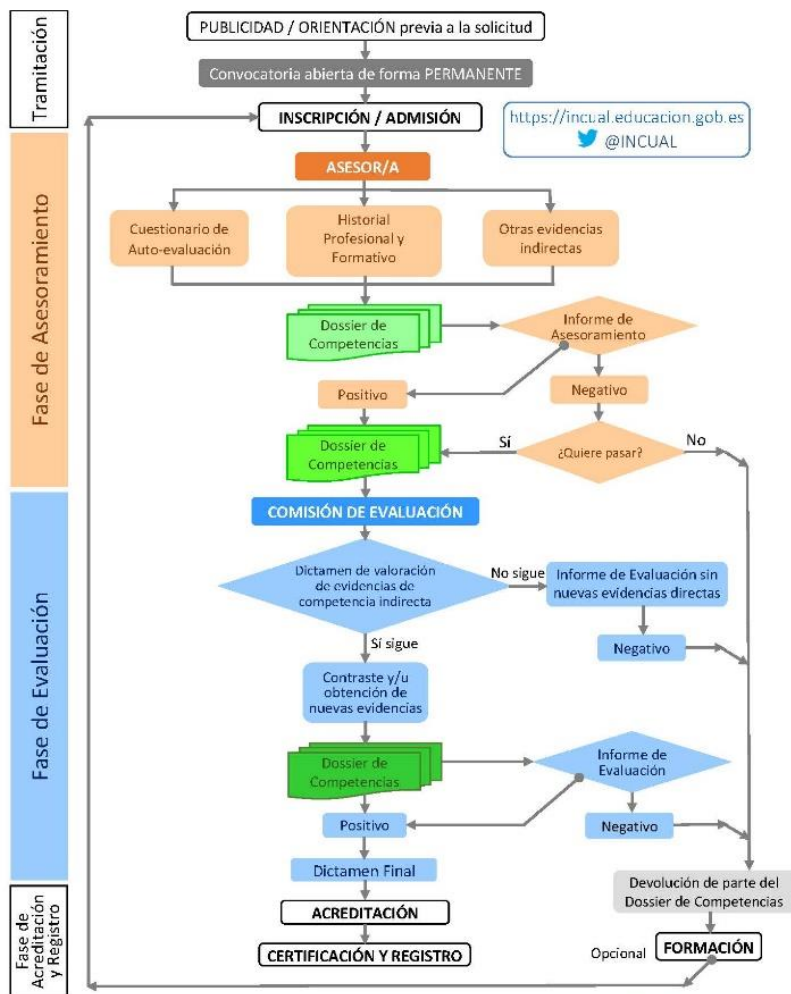 Tramitación
PUBLICIDAD / ORIENTACIÓN previa a la solicitud
Convocatoria abierta de forma PERMANENTE
INSCRIPCIÓN / ADMISIÓN
https://incual.educacion.gob.es
@INCUAL
Fase de Asesoramiento
ASESOR/A
Cuestionario de
Auto-evaluación
Historial
Profesional y
Formativo
Otras evidencias
indirectas
Dossier de
Competencias
Informe de
Asesoramiento
Positivo
Negativo
Dossier de
Competencias
Sí
¿Quiere pasar?
No
Fase de Evaluación
COMISIÓN DE EVALUACIÓN
Dictamen de valoración
de evidencias de
competencia indirecta
No sigue
Informe de Evaluación sin
nuevas evidencias directas
Negativo
Sí sigue
Contraste y/u
obtención de
nuevas evidencias
Dossier de
Competencias
Informe de
Evaluación
Positivo
Negativo
Dictamen Final
Devolución de parte del
Dossier de Competencias
Fase de
Acreditación
y Registro
ACREDITACIÓN
CERTIFICACIÓN Y REGISTRO
Opcional
FORMACIÓN